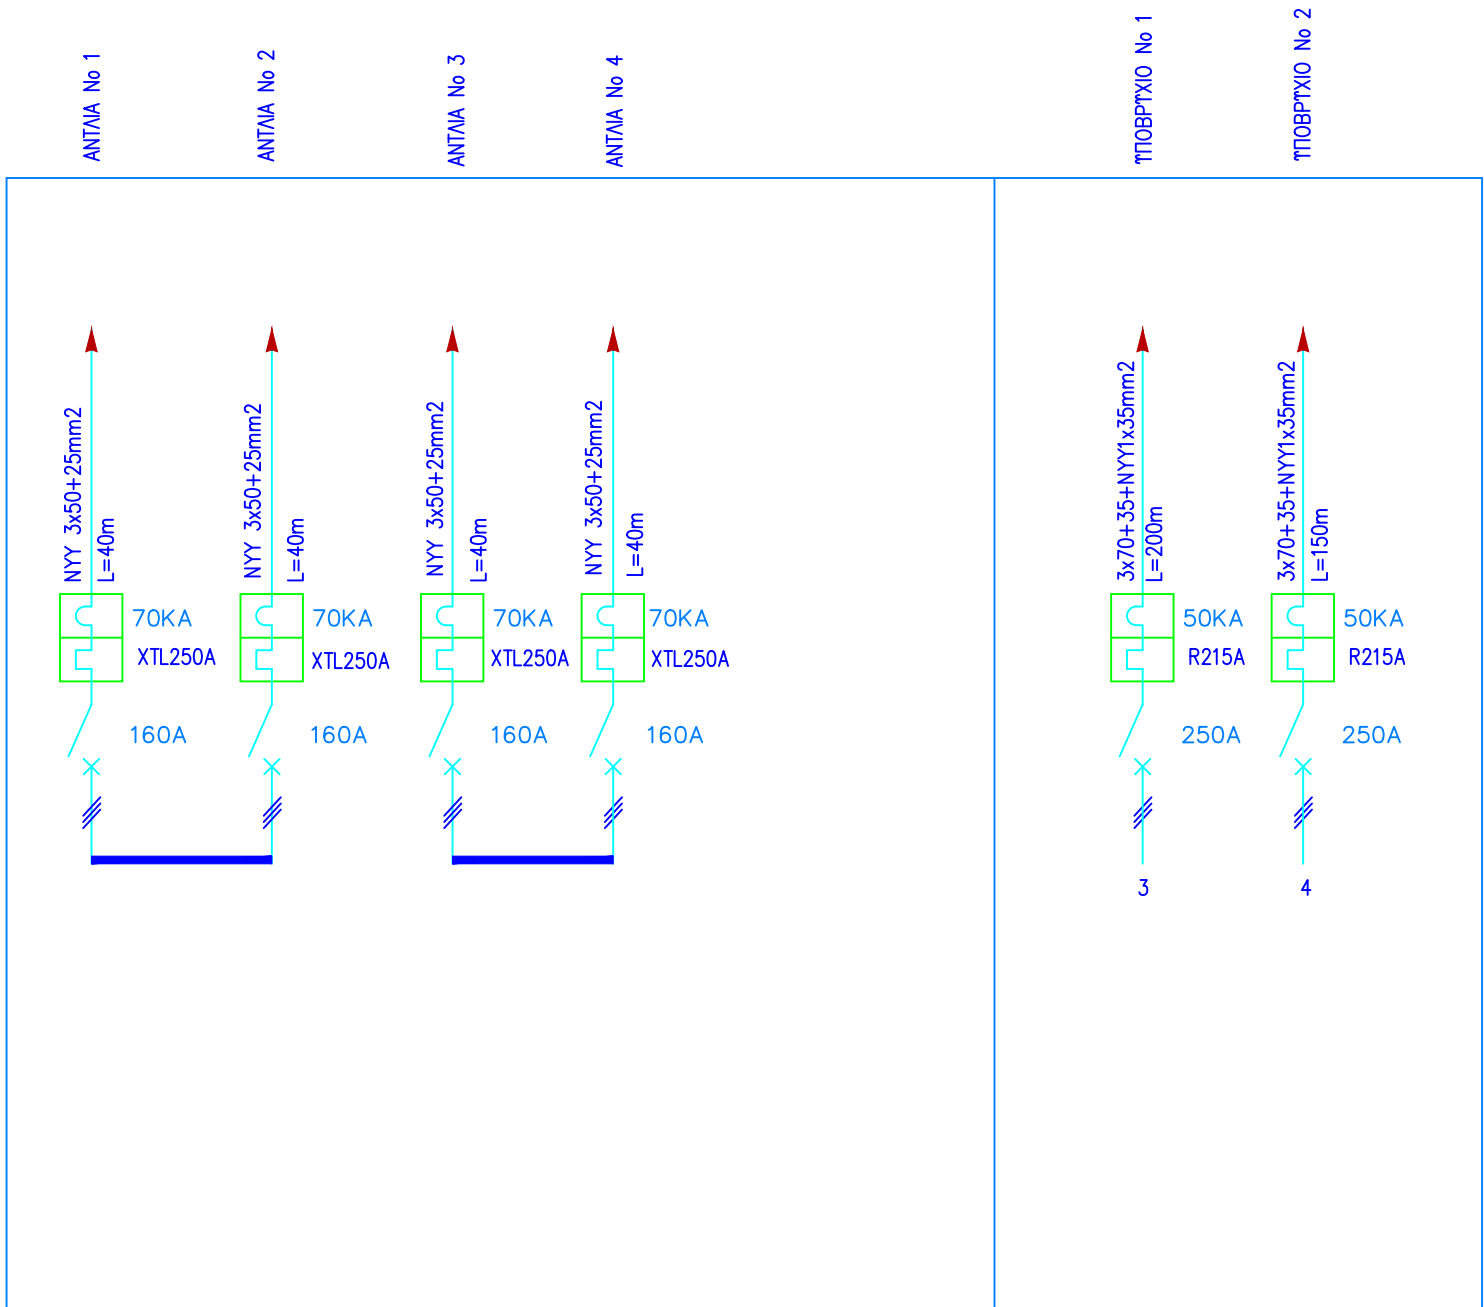 ΑΝΤΛΙΑ Νο 1
ΑΝΤΛΙΑ Νο 2
ΑΝΤΛΙΑ Νο 3
ΑΝΤΛΙΑ Νο 4
ϒΠΟΒΡϒΧΙΟ Νο 1
ϒΠΟΒΡϒΧΙΟ Νο 2
NYY 3x50+25mm2
L=40m
NYY 3x50+25mm2
L=40m
NYY 3x50+25mm2
L=40m
NYY 3x50+25mm2
L=40m
3x70+35+NYY1x35mm2
L=200m
3x70+35+NYY1x35mm2
L=150m
70KA
70KA
70KA
70KA
50KA
50KA
XTL250A
XTL250A
XTL250A
XTL250A
R215A
R215A
160A
160A
160A
160A
250A
250A
3
4